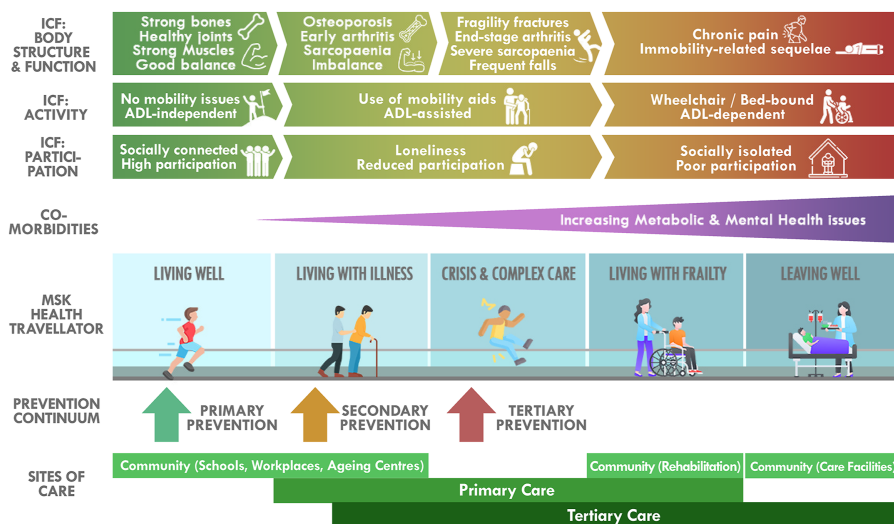 ICF:
BODY
STRUCTURE
& FUNCTION
Strong bones
Healthy joints
Strong Muscles
Good balance
Osteoporosis
Early arthritis
Sarcopaenia
Imbalance
Fragility fractures
End-stage arthritis
Severe sarcopaenia
Frequent falls
Chronic pain
Immobility-related sequelae
ICF:
ACTIVITY
No mobility issues
ADL-independent
Use of mobility aids
ADL-assisted
Wheelchair / Bed-bound
ADL-dependent
ICF:
PARTICI-
PATION
Socially connected
High participation
Loneliness
Reduced participation
Socially isolated
Poor participation
CO-
MORBIDITIES
Increasing Metabolic & Mental Health issues
MSK
HEALTH
TRAVELLATOR
LIVING WELL
LIVING WITH ILLNESS
CRISIS & COMPLEX CARE
LIVING WITH FRAILTY
LEAVING WELL
PREVENTION
CONTINUUM
PRIMARY
PREVENTION
SECONDARY
PREVENTION
TERTIARY
PREVENTION
SITES OF
CARE
Community (Schools, Workplaces, Ageing Centres)
Community (Rehabilitation)
Community (Care Facilities)
Primary Care
Tertiary Care